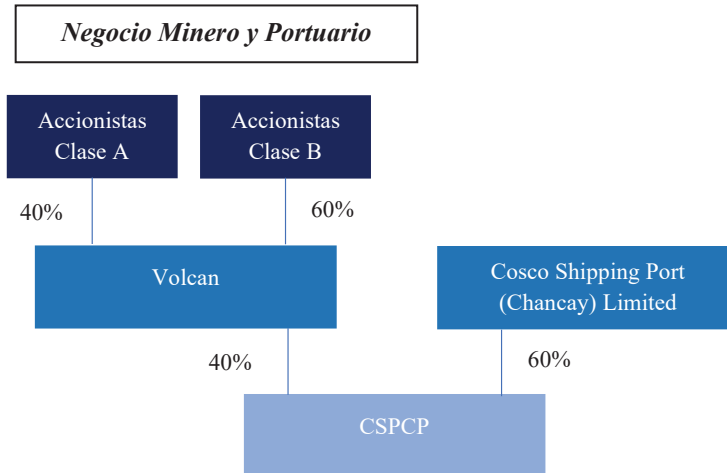 Negocio Minero y Portuario
Accionistas
Clase A
Accionistas
Clase B
40%
60%
Volcan
Cosco Shipping Port
(Chancay) Limited
40%
60%
CSPCP